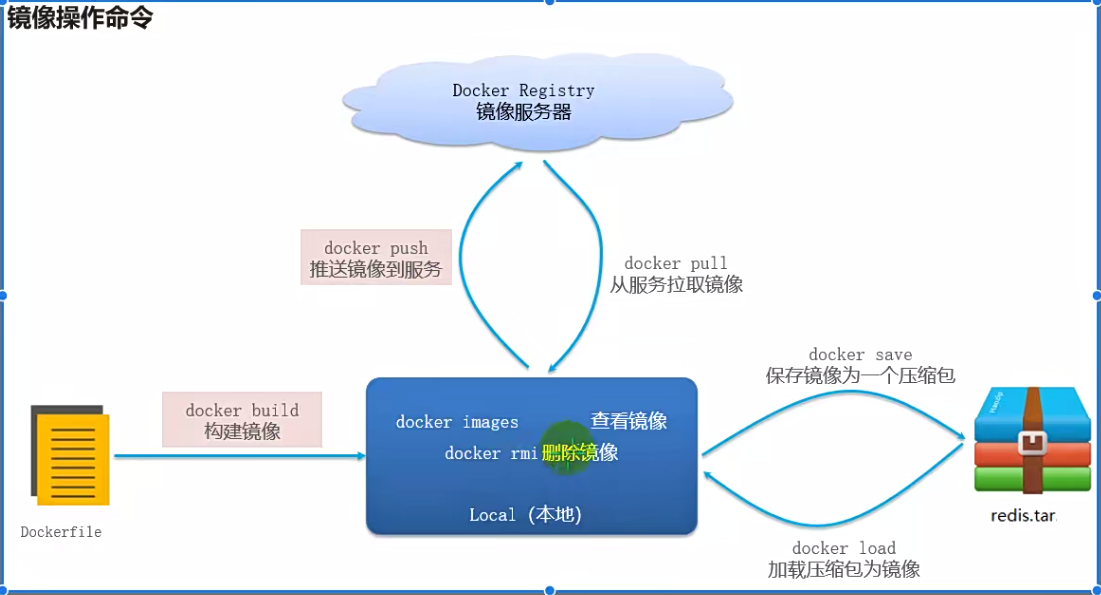 镜像操作命令
Docker Registry
镜像服务器
docker push
推送镜像到服务
docker pull
从服务拉取镜像
docker save
保存镜像为一个压缩包
docker build
构建镜像
docker images 查看镜像
docker rmi 删除镜像
Local (本地)
Dockerfile
redis.tar
docker load
加载压缩包为镜像